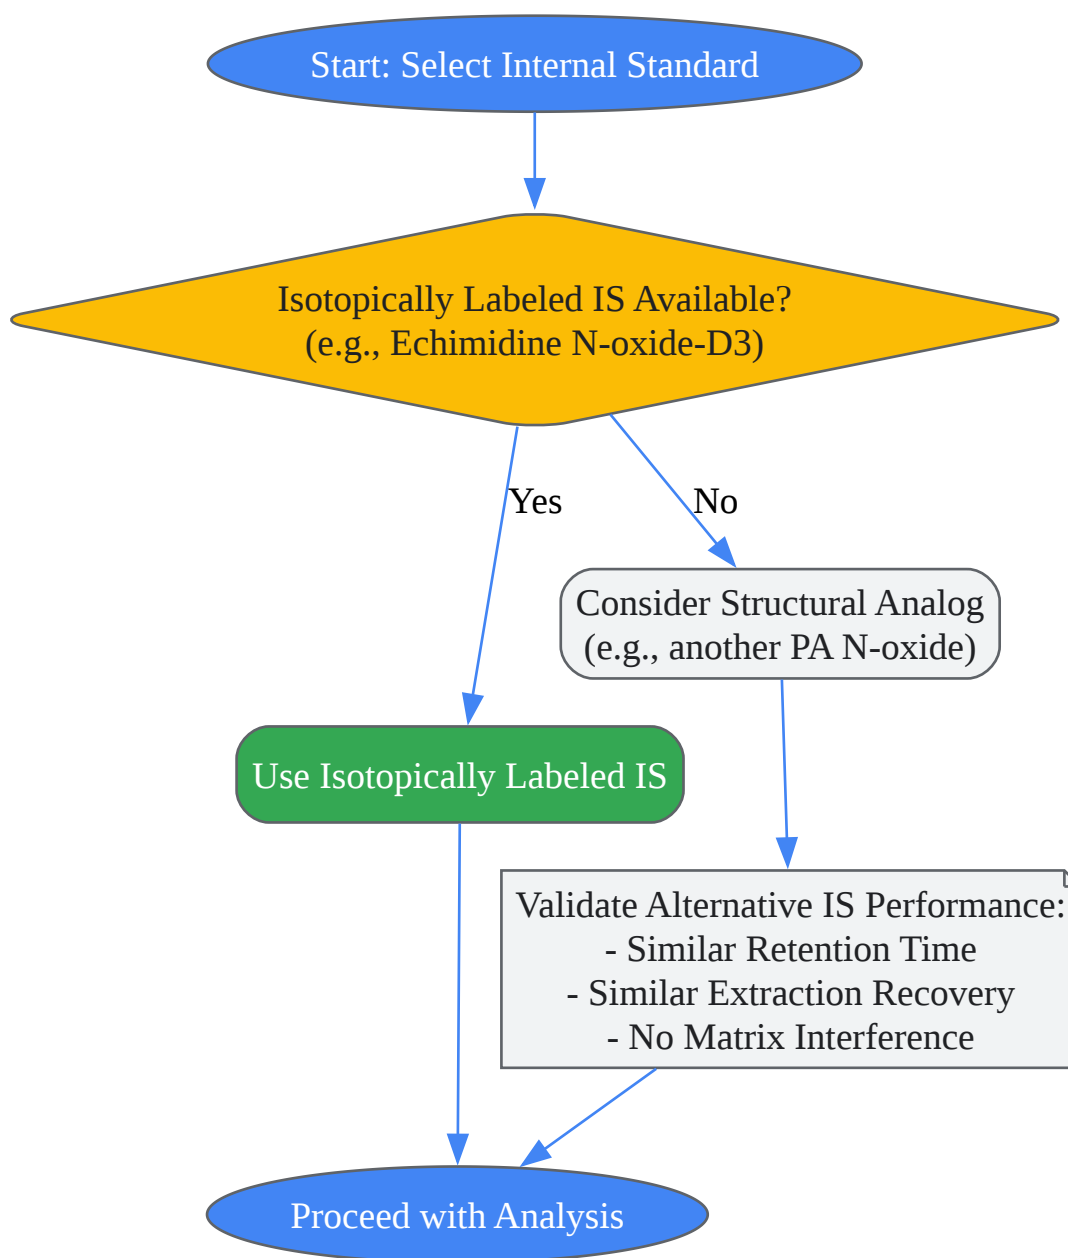 Start: Select Internal Standard
Isotopically Labeled IS Available?
(e.g., Echimidine N-oxide-D3)
Yes
No
Consider Structural Analog
(e.g., another PA N-oxide)
Use Isotopically Labeled IS
Validate Alternative IS Performance:
- Similar Retention Time
- Similar Extraction Recovery
- No Matrix Interference
Proceed with Analysis